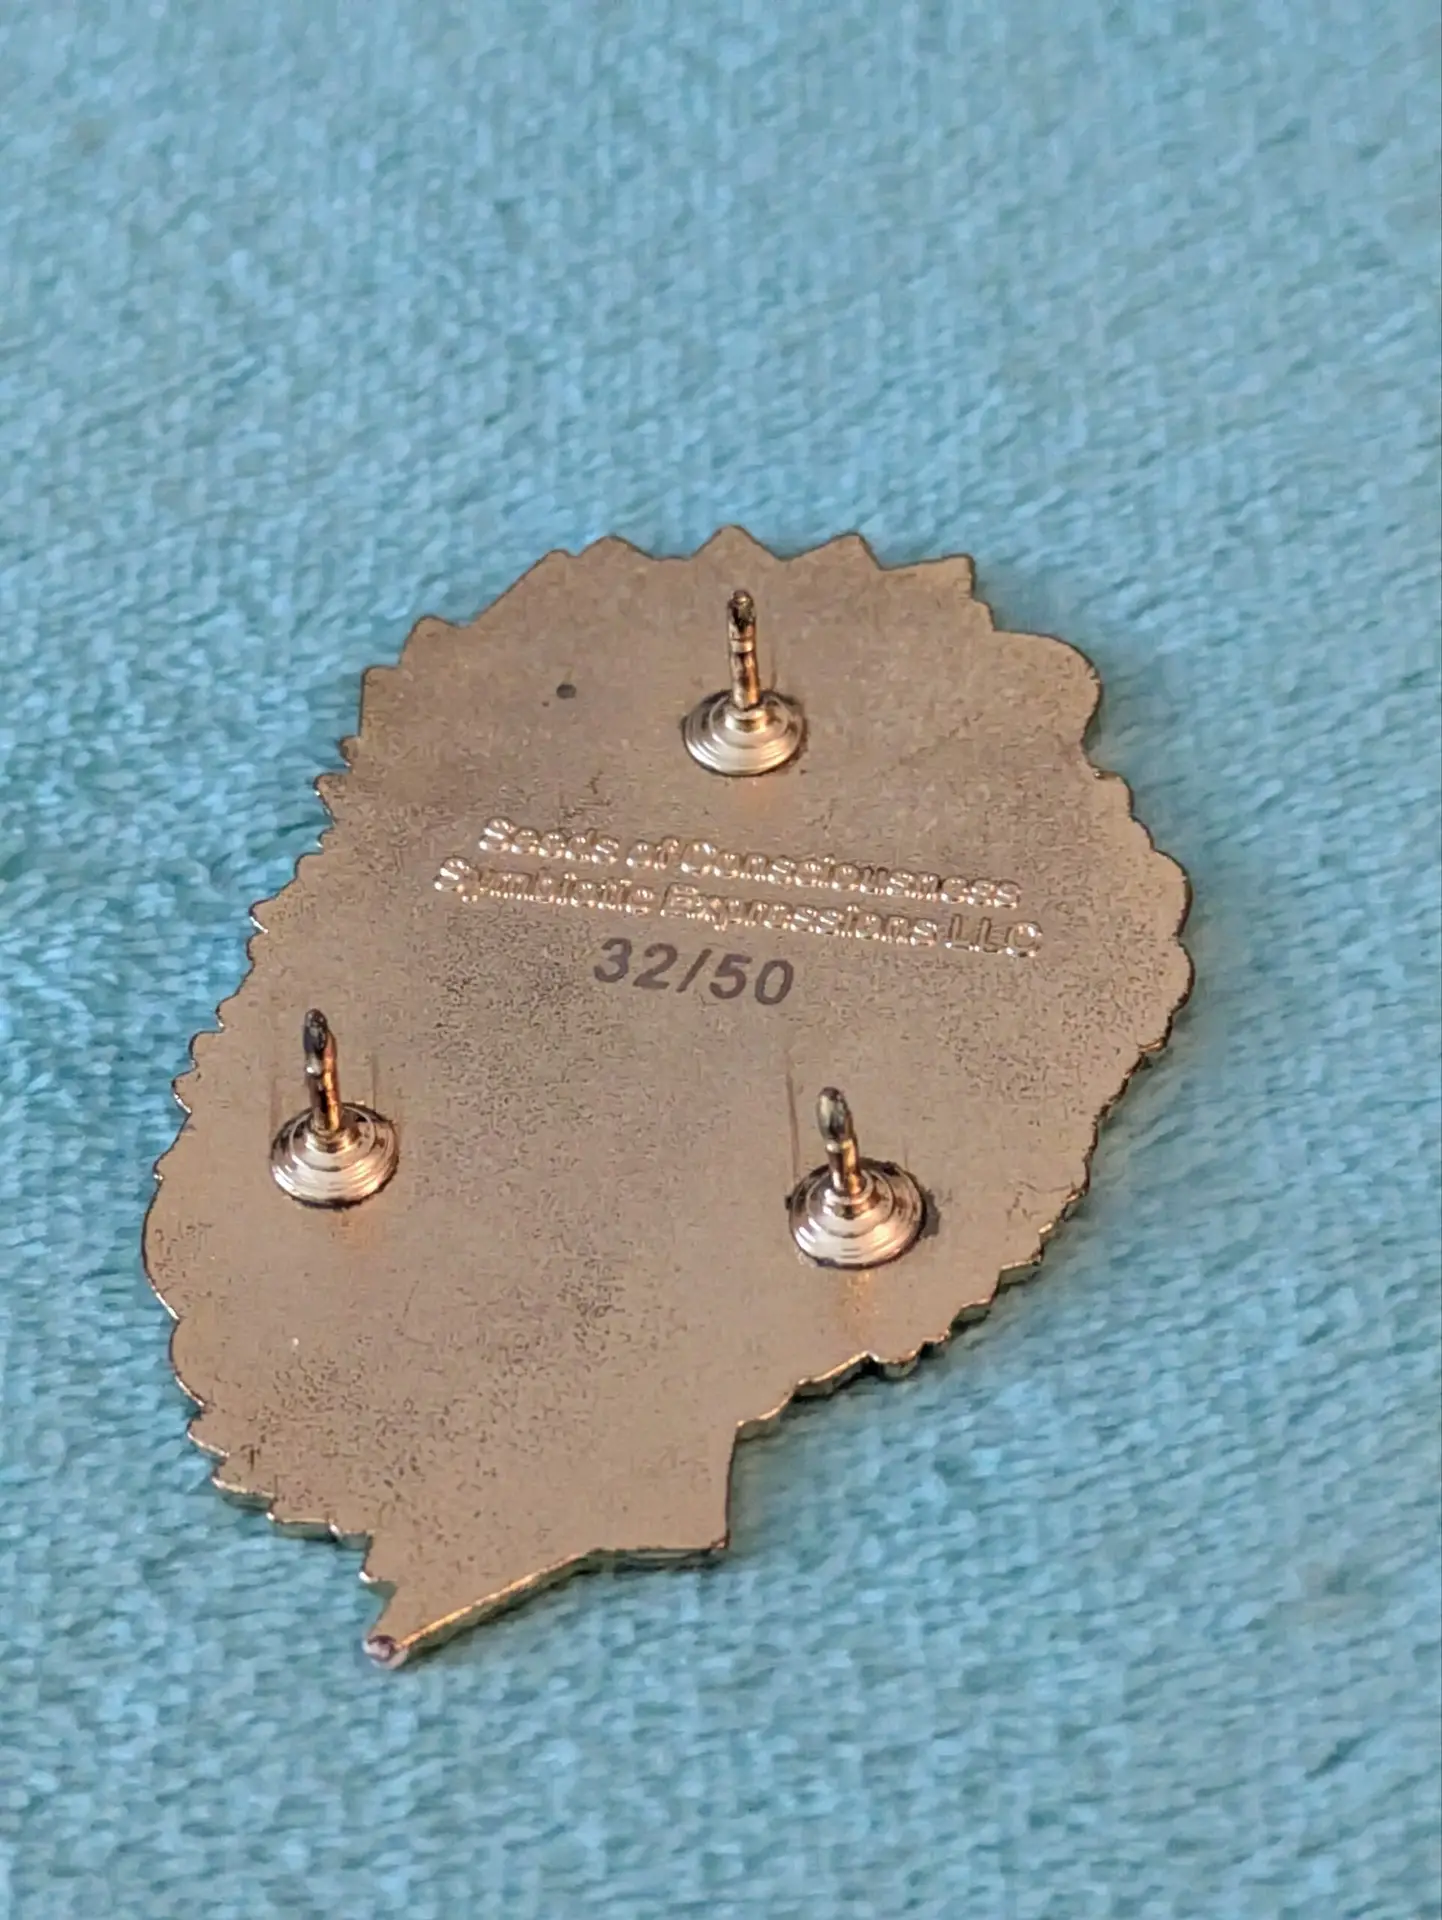 Seeds of Consciousness
Symbiotic Expressions LLC
32/50